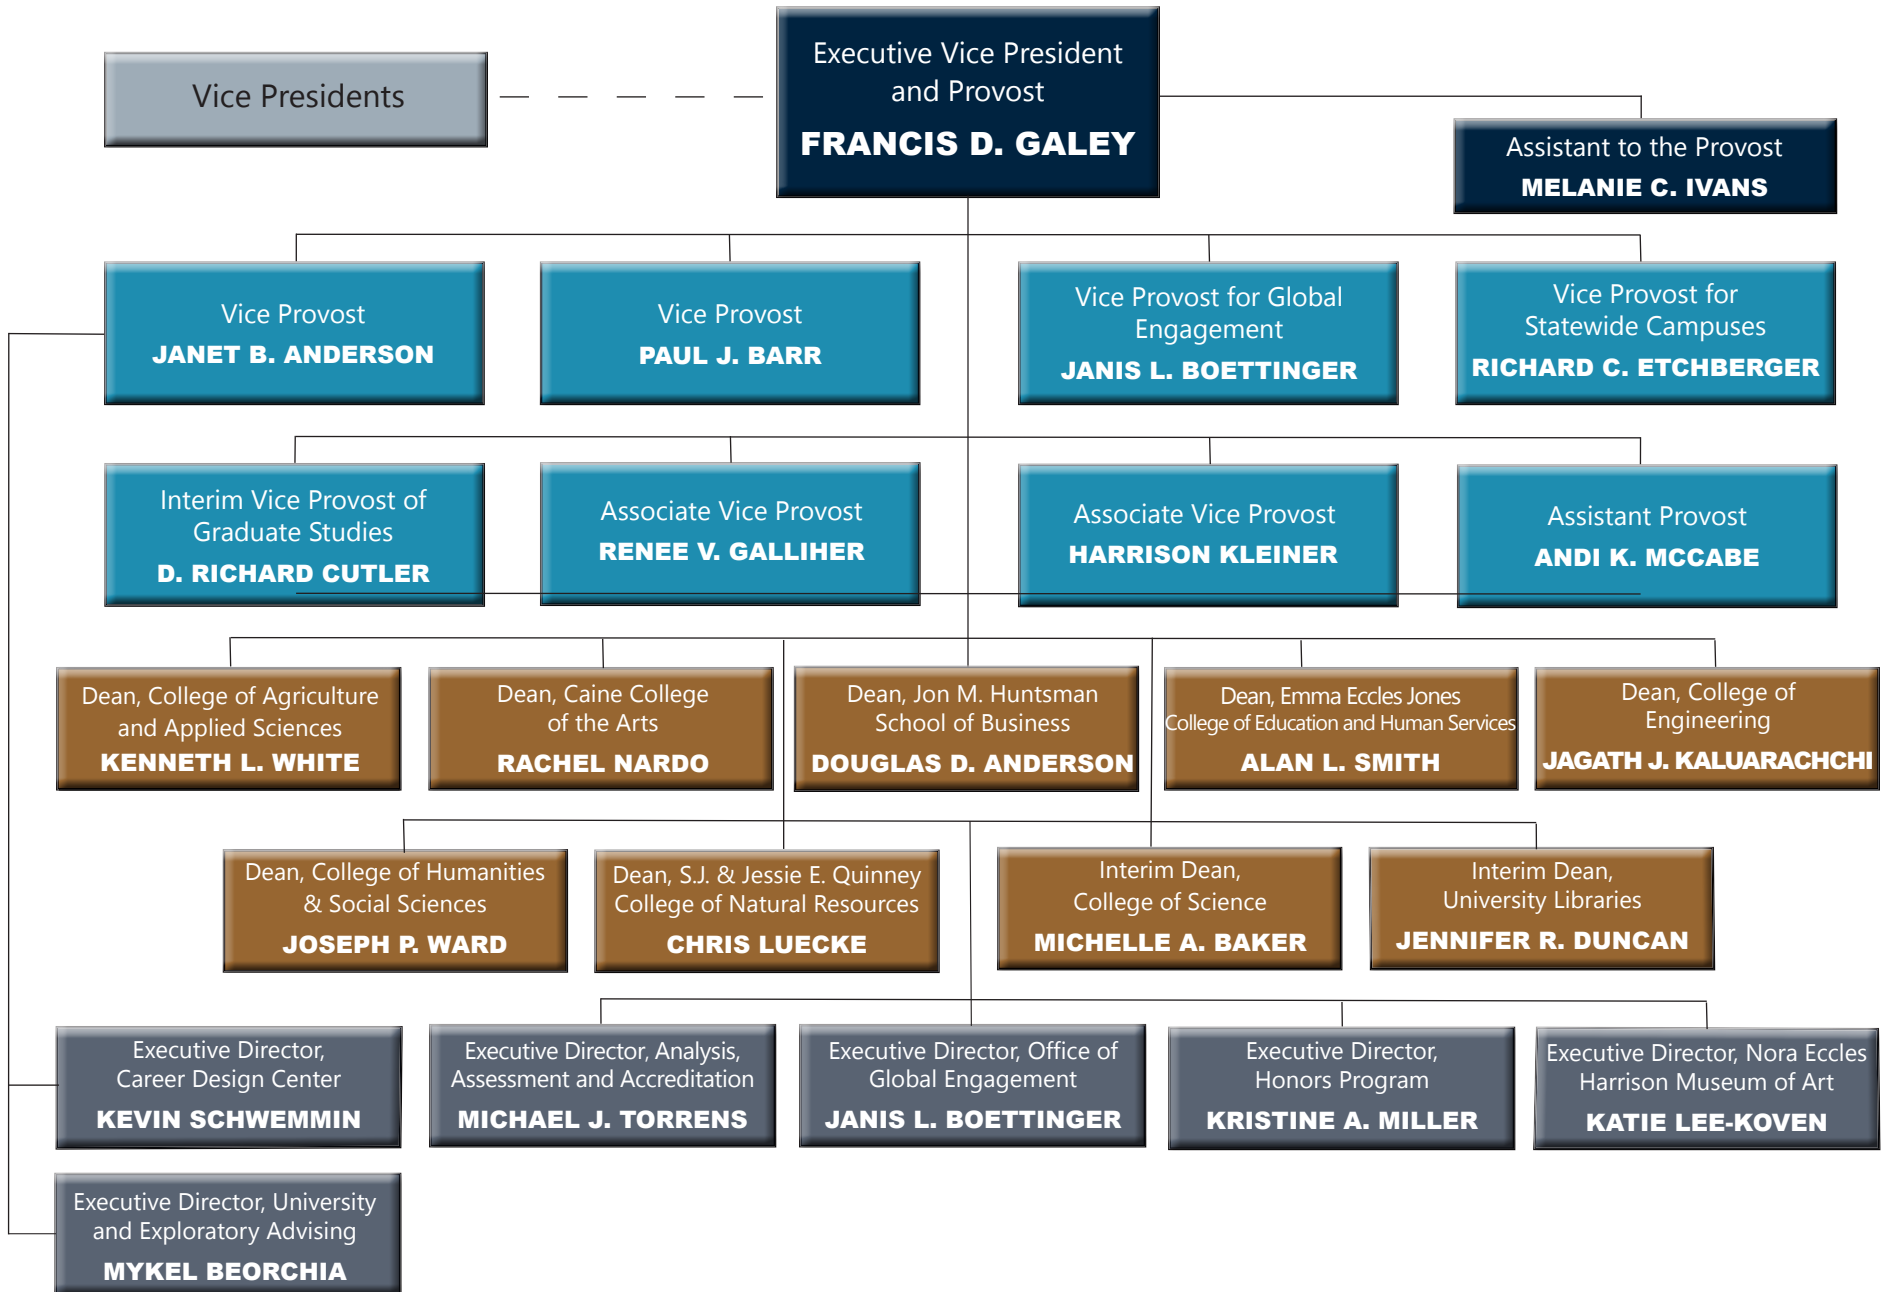 Vice Presidents
Executive Vice President
and Provost
FRANCIS D. GALEY
Assistant to the Provost
MELANIE C. IVANS
Vice Provost
JANET B. ANDERSON
Vice Provost
PAUL J. BARR
Vice Provost for Global
Engagement
JANIS L. BOETTINGER
Vice Provost for
Statewide Campuses
RICHARD C. ETCHBERGER
Interim Vice Provost of
Graduate Studies
D. RICHARD CUTLER
Associate Vice Provost
RENEE V. GALLIHER
Associate Vice Provost
HARRISON KLEINER
Assistant Provost
ANDI K. MCCABE
Dean, College of Agriculture
and Applied Sciences
KENNETH L. WHITE
Dean, Caine College
of the Arts
RACHEL NARDO
Dean, Jon M. Huntsman
School of Business
DOUGLAS D. ANDERSON
Dean, Emma Eccles Jones
College of Education and Human Services
ALAN L. SMITH
Dean, College of
Engineering
JAGATH J. KALUARACHCHI
Dean, College of Humanities
& Social Sciences
JOSEPH P. WARD
Dean, S.J. & Jessie E. Quinney
College of Natural Resources
CHRIS LUECKE
Interim Dean,
College of Science
MICHELLE A. BAKER
Interim Dean,
University Libraries
JENNIFER R. DUNCAN
Executive Director,
Career Design Center
KEVIN SCHWEMMIN
Executive Director, Analysis,
Assessment and Accreditation
MICHAEL J. TORRENS
Executive Director, Office of
Global Engagement
JANIS L. BOETTINGER
Executive Director,
Honors Program
KRISTINE A. MILLER
Executive Director, Nora Eccles
Harrison Museum of Art
KATIE LEE-KOVEN
Executive Director, University
and Exploratory Advising
MYKEL BEORCHIA